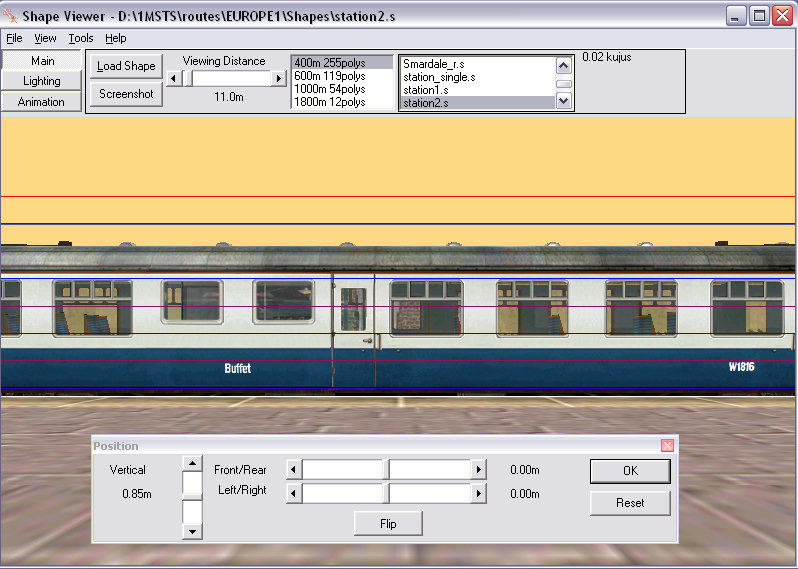 Shape Viewer - D:\1MSTS\routes\EUROPE1\Shapes\station2.s
File View Tools Help
Main
Lighting
Animation
Load Shape
Screenshot
Viewing Distance
11.0m
400m 255polys
600m 119polys
1000m 54polys
1800m 12polys
Smardale_r.s
station_single.s
station1.s
station2.s
0.02 kujus
Buffet
W1816
Position
Vertical
0.85m
Front/Rear
0.00m
Left/Right
0.00m
OK
Reset
Flip